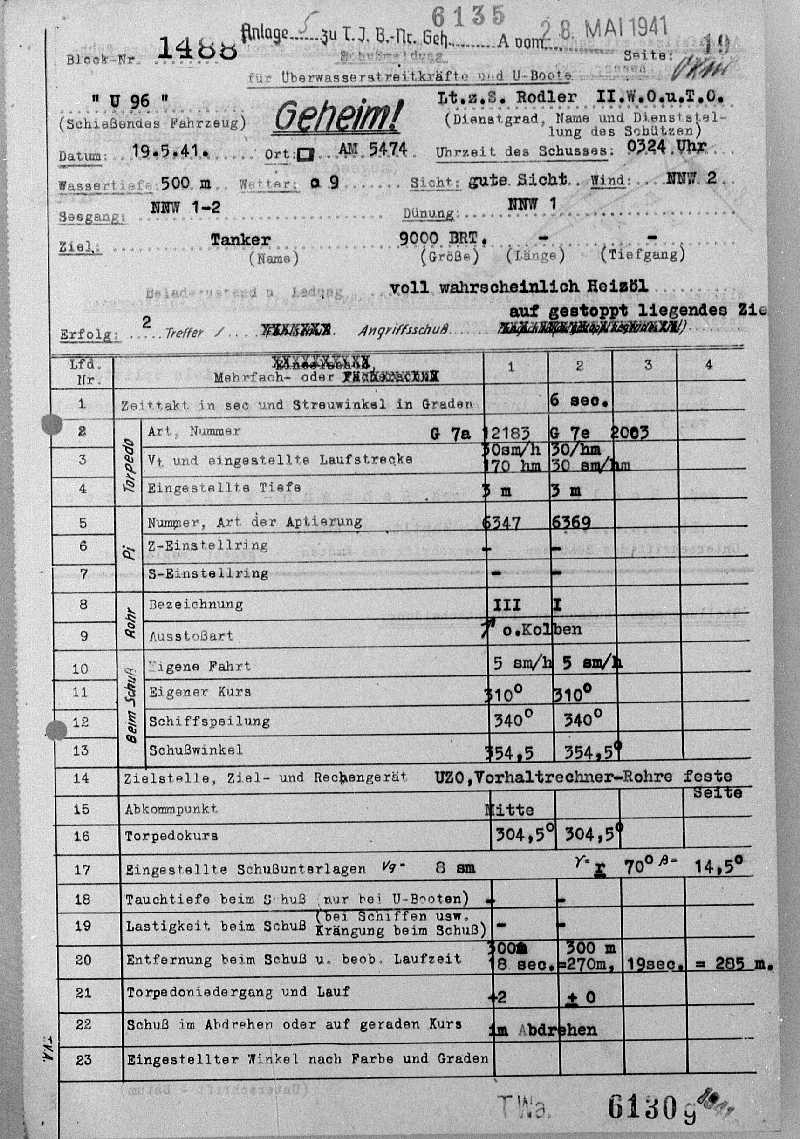 6135
Anlage 5 zu T.J.B.-Nr. Geh. A vom 28. MAI 1941
Block-Nr. 1488 Schußmeldung Seite: 19
für Überwasserstreitkräfte und U-Boote
" U 96 " Geheim! Lt.z.S. Rodler II.W.O.u.T.O.
(Schießendes Fahrzeug) (Dienstgrad, Name und Dienststel-
lung des Schützen)
Datum: 19.5.41. Ort: AM 5474 Uhrzeit des Schusses: 0324 Uhr
Wassertiefe: 500 m Wetter: o 9 Sicht: gute Sicht Wind: NNW 2
Seegang: NNW 1-2 Dünung: NNW 1
Ziel: Tanker 9000 BRT. - -
(Name) (Größe) (Länge) (Tiefgang)
Beladezustand u. Ladung voll wahrscheinlich Heizöl
auf gestoppt liegendes Zie
Erfolg: 2 Treffer / Angriffsschuß
Lfd. Nr. Mehrfach- oder 1 2 3 4
1 Zeittakt in sec und Streuwinkel in Graden 6 sec.
Torpedo
2 Art, Nummer G 7a 12183 G 7e 2003
3 Vt und eingestellte Laufstrecke 30sm/h 170 hm 30/hm 30 sm/hm
4 Eingestellte Tiefe 3 m 3 m
Pi
5 Nummer, Art der Aptierung 6347 6369
6 Z-Einstellring - -
7 S-Einstellring - -
Rohr
8 Bezeichnung III I
9 Ausstoßart o.Kolben
Beim Schuß
10 Eigene Fahrt 5 sm/h 5 sm/h
11 Eigener Kurs 310° 310°
12 Schiffspeilung 340° 340°
13 Schußwinkel 354,5 354,5°
14 Zielstelle, Ziel- und Rechengerät UZO,Vorhaltrechner-Rohre feste
Seite
15 Abkommpunkt Mitte
16 Torpedokurs 304,5° 304,5°
17 Eingestellte Schußunterlagen Vg- 8 sm γ= r 70° β- 14,5°
18 Tauchtiefe beim Schuß (nur bei U-Booten) - -
19 Lastigkeit beim Schuß (bei Schiffen usw. Krängung beim Schuß) - -
20 Entfernung beim Schuß u. beob. Laufzeit 300m 300 m
18 sec.=270m, 19sec. = 285 m.
21 Torpedoniedergang und Lauf +2 ± 0
22 Schuß im Abdrehen oder auf geraden Kurs im Abdrehen
23 Eingestellter Winkel nach Farbe und Graden
TWa. 6130 g